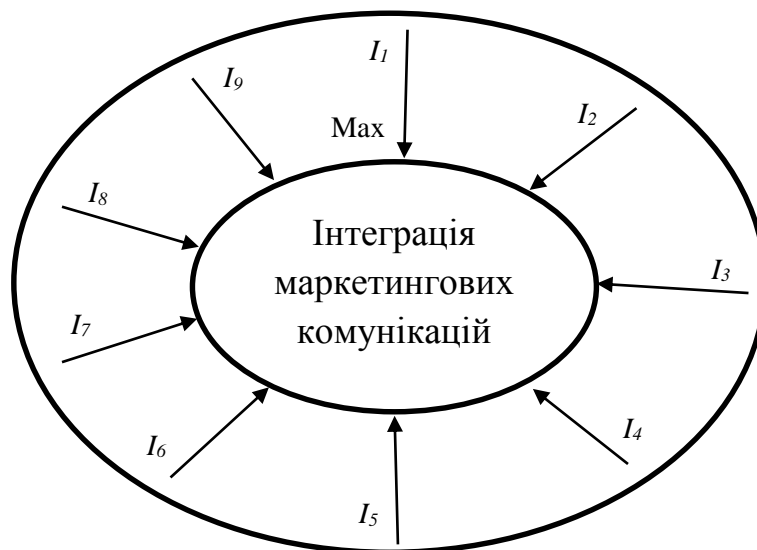 I1
I9
I2
Max
I8
Інтеграція
маркетингових
комунікацій
I3
I7
I6
I4
I5